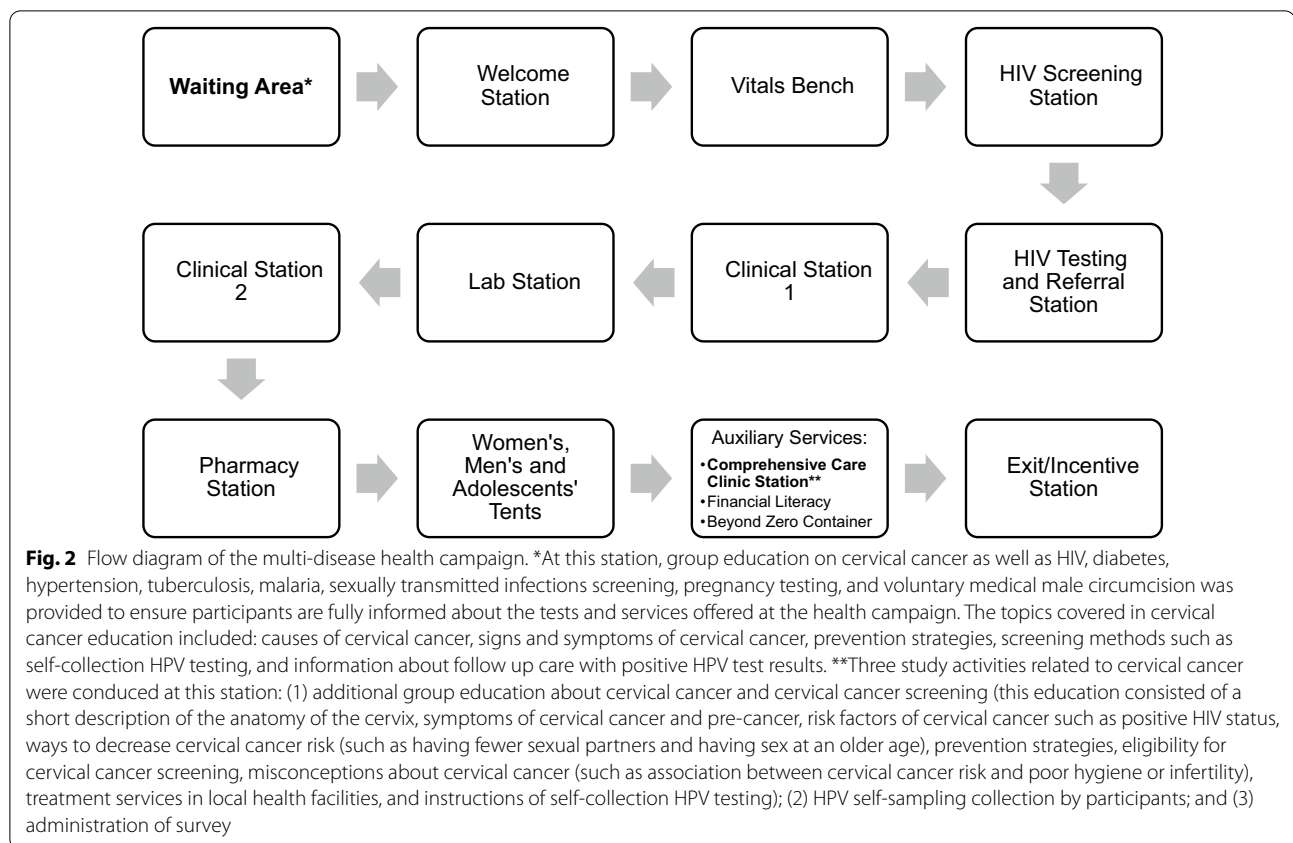 Waiting Area*
Welcome
Station
Vitals Bench
HIV Screening
Station
HIV Testing
and Referral
Station
Clinical Station
1
Lab Station
Clinical Station
2
Pharmacy
Station
Women's,
Men's and
Adolescents'
Tents
Auxiliary Services:
•Comprehensive Care
Clinic Station**
•Financial Literacy
•Beyond Zero Container
Exit/Incentive
Station
Fig. 2 Flow diagram of the multi-disease health campaign. *At this station, group education on cervical cancer as well as HIV, diabetes,
hypertension, tuberculosis, malaria, sexually transmitted infections screening, pregnancy testing, and voluntary medical male circumcision was
provided to ensure participants are fully informed about the tests and services offered at the health campaign. The topics covered in cervical
cancer education included: causes of cervical cancer, signs and symptoms of cervical cancer, prevention strategies, screening methods such as
self-collection HPV testing, and information about follow up care with positive HPV test results. **Three study activities related to cervical cancer
were conduced at this station: (1) additional group education about cervical cancer and cervical cancer screening (this education consisted of a
short description of the anatomy of the cervix, symptoms of cervical cancer and pre-cancer, risk factors of cervical cancer such as positive HIV status,
ways to decrease cervical cancer risk (such as having fewer sexual partners and having sex at an older age), prevention strategies, eligibility for
cervical cancer screening, misconceptions about cervical cancer (such as association between cervical cancer risk and poor hygiene or infertility),
treatment services in local health facilities, and instructions of self-collection HPV testing); (2) HPV self-sampling collection by participants; and (3)
administration of survey